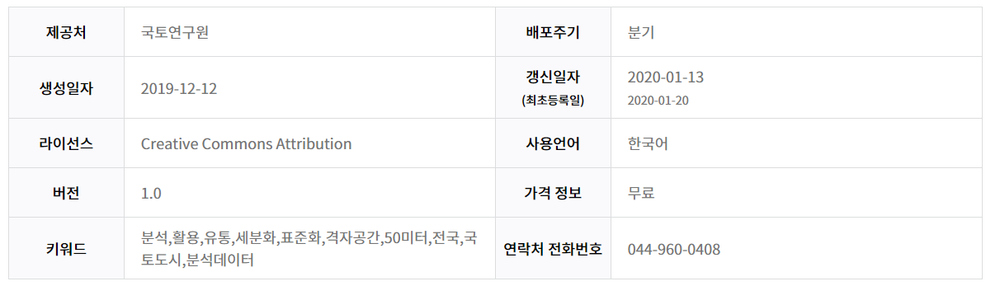 제공처
국토연구원
배포주기
분기
생성일자
2019-12-12
갱신일자
(최초등록일)
2020-01-13
2020-01-20
라이선스
Creative Commons Attribution
사용언어
한국어
버전
1.0
가격 정보
무료
키워드
분석,활용,유통,세분화,표준화,격자공간,50미터,전국,국
토도시,분석데이터
연락처 전화번호
044-960-0408